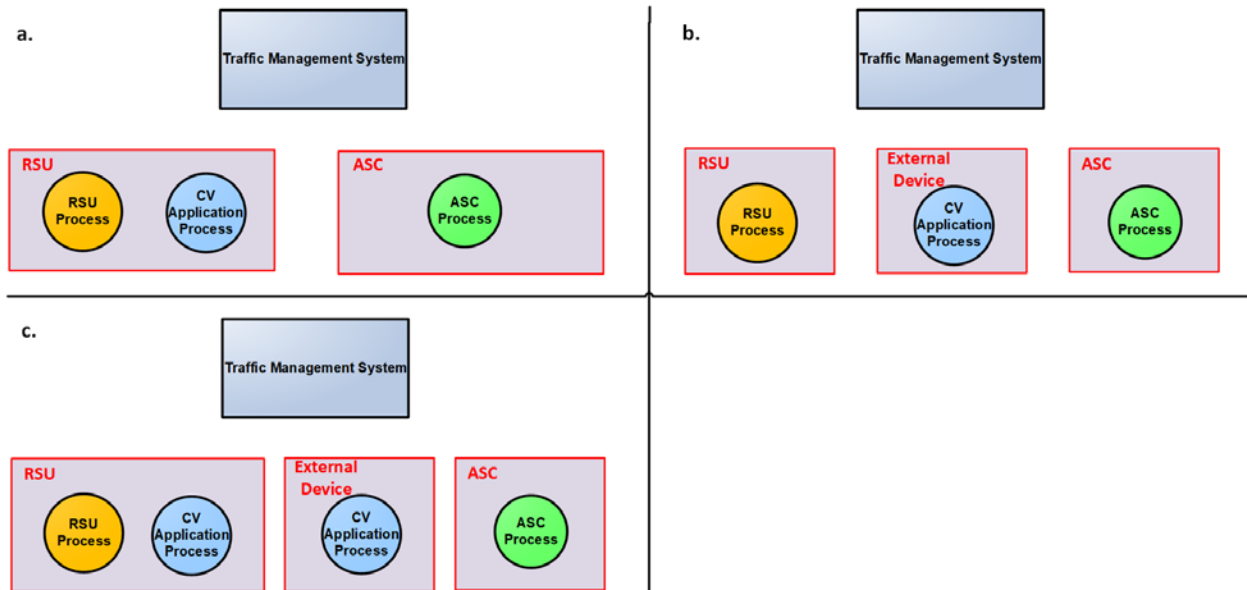 a.
Traffic Management System
RSU
RSU
Process
CV
Application
Process
ASC
ASC
Process
b.
Traffic Management System
RSU
RSU
Process
External
Device
CV
Application
Process
ASC
ASC
Process
c.
Traffic Management System
RSU
RSU
Process
CV
Application
Process
External
Device
CV
Application
Process
ASC
ASC
Process